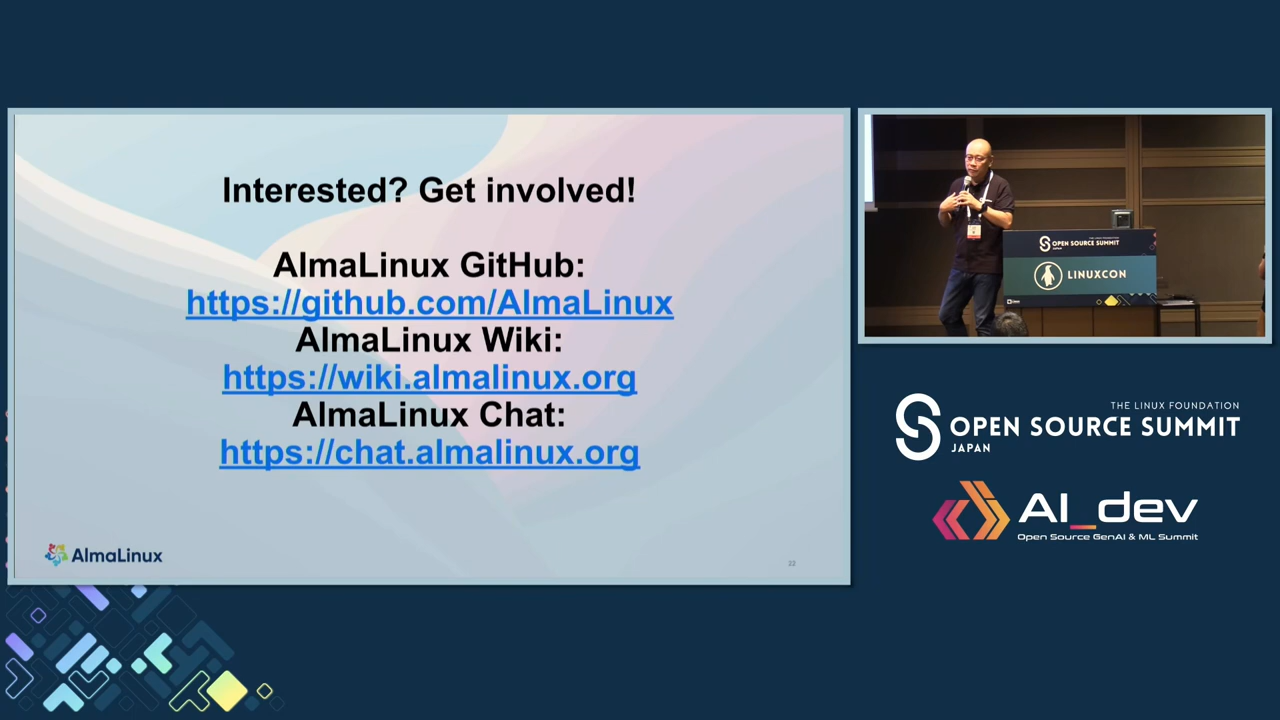 Interested? Get involved!
AlmaLinux GitHub:
https://github.com/AlmaLinux
AlmaLinux Wiki:
https://wiki.almalinux.org
AlmaLinux Chat:
https://chat.almalinux.org
AlmaLinux
22
OPEN SOURCE SUMMIT
LINUXCON
THE LINUX FOUNDATION
OPEN SOURCE SUMMIT
JAPAN
AI_dev
Open Source GenAI & ML Summit